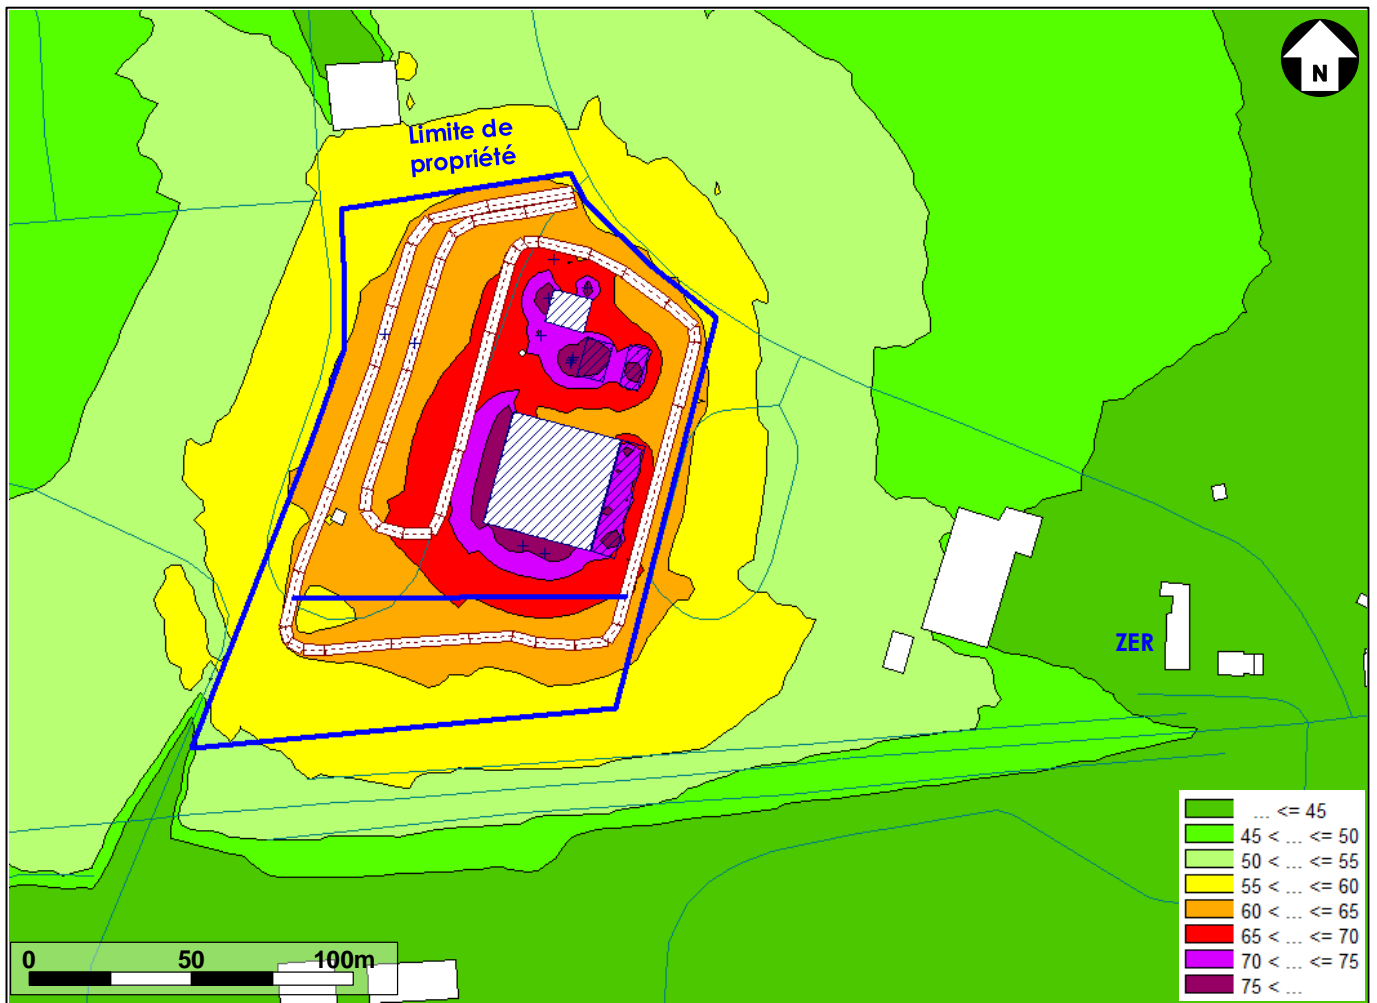 N
Limite de
propriété
ZER
... <= 45
45 < ... <= 50
50 < ... <= 55
55 < ... <= 60
60 < ... <= 65
65 < ... <= 70
70 < ... <= 75
75 < ...
0 50 100m